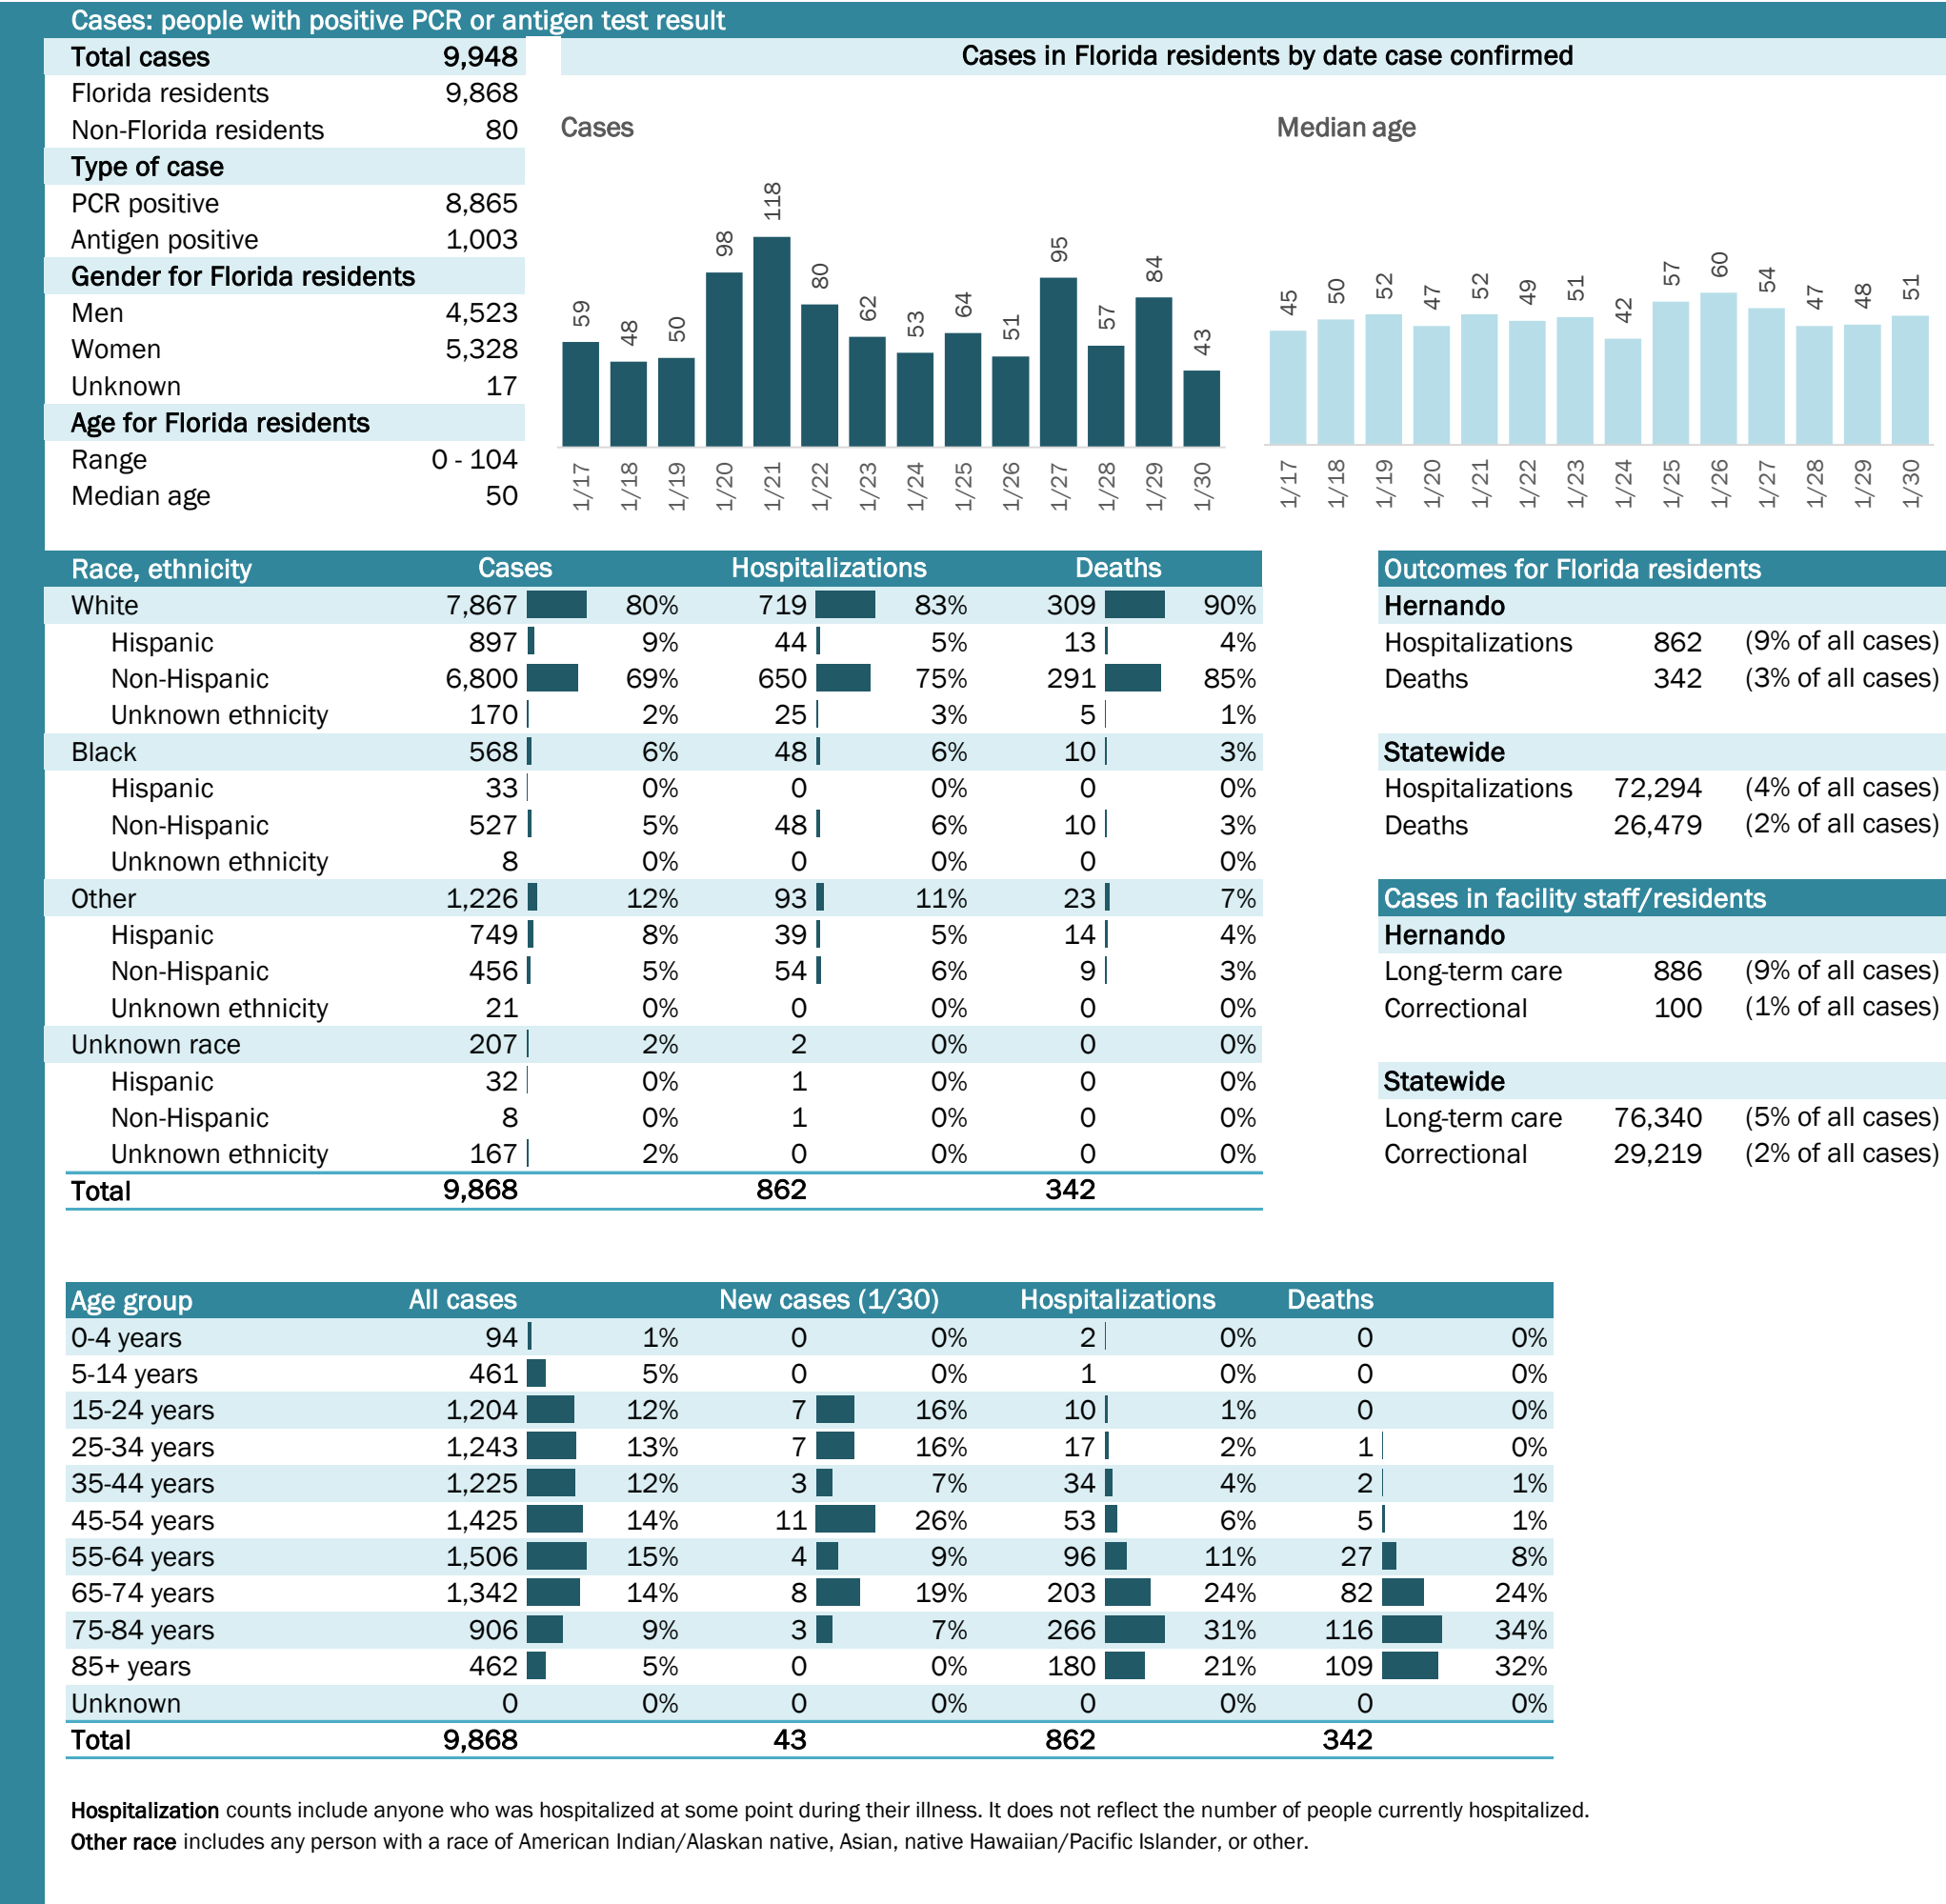 Cases: people with positive PCR or antigen test result
Total cases 9,948
Florida residents 9,868
Non-Florida residents 80
Type of case
PCR positive 8,865
Antigen positive 1,003
Gender for Florida residents
Men 4,523
Women 5,328
Unknown 17
Age for Florida residents
Range 0 - 104
Median age 50
Cases in Florida residents by date case confirmed
Cases
59 48 50 98 118 80 62 53 64 51 95 57 84 43
1/17 1/18 1/19 1/20 1/21 1/22 1/23 1/24 1/25 1/26 1/27 1/28 1/29 1/30
Median age
45 50 52 47 52 49 51 42 57 60 54 47 48 51
1/17 1/18 1/19 1/20 1/21 1/22 1/23 1/24 1/25 1/26 1/27 1/28 1/29 1/30
Race, ethnicity Cases Hospitalizations Deaths
White 7,867 80% 719 83% 309 90%
Hispanic 897 9% 44 5% 13 4%
Non-Hispanic 6,800 69% 650 75% 291 85%
Unknown ethnicity 170 2% 25 3% 5 1%
Black 568 6% 48 6% 10 3%
Hispanic 33 0% 0 0% 0 0%
Non-Hispanic 527 5% 48 6% 10 3%
Unknown ethnicity 8 0% 0 0% 0 0%
Other 1,226 12% 93 11% 23 7%
Hispanic 749 8% 39 5% 14 4%
Non-Hispanic 456 5% 54 6% 9 3%
Unknown ethnicity 21 0% 0 0% 0 0%
Unknown race 207 2% 2 0% 0 0%
Hispanic 32 0% 1 0% 0 0%
Non-Hispanic 8 0% 1 0% 0 0%
Unknown ethnicity 167 2% 0 0% 0 0%
Total 9,868 862 342
Outcomes for Florida residents
Hernando
Hospitalizations 862 (9% of all cases)
Deaths 342 (3% of all cases)
Statewide
Hospitalizations 72,294 (4% of all cases)
Deaths 26,479 (2% of all cases)
Cases in facility staff/residents
Hernando
Long-term care 886 (9% of all cases)
Correctional 100 (1% of all cases)
Statewide
Long-term care 76,340 (5% of all cases)
Correctional 29,219 (2% of all cases)
Age group All cases New cases (1/30) Hospitalizations Deaths
0-4 years 94 1% 0 0% 2 0% 0 0%
5-14 years 461 5% 0 0% 1 0% 0 0%
15-24 years 1,204 12% 7 16% 10 1% 0 0%
25-34 years 1,243 13% 7 16% 17 2% 1 0%
35-44 years 1,225 12% 3 7% 34 4% 2 1%
45-54 years 1,425 14% 11 26% 53 6% 5 1%
55-64 years 1,506 15% 4 9% 96 11% 27 8%
65-74 years 1,342 14% 8 19% 203 24% 82 24%
75-84 years 906 9% 3 7% 266 31% 116 34%
85+ years 462 5% 0 0% 180 21% 109 32%
Unknown 0 0% 0 0% 0 0% 0 0%
Total 9,868 43 862 342
Hospitalization counts include anyone who was hospitalized at some point during their illness. It does not reflect the number of people currently hospitalized.
Other race includes any person with a race of American Indian/Alaskan native, Asian, native Hawaiian/Pacific Islander, or other.